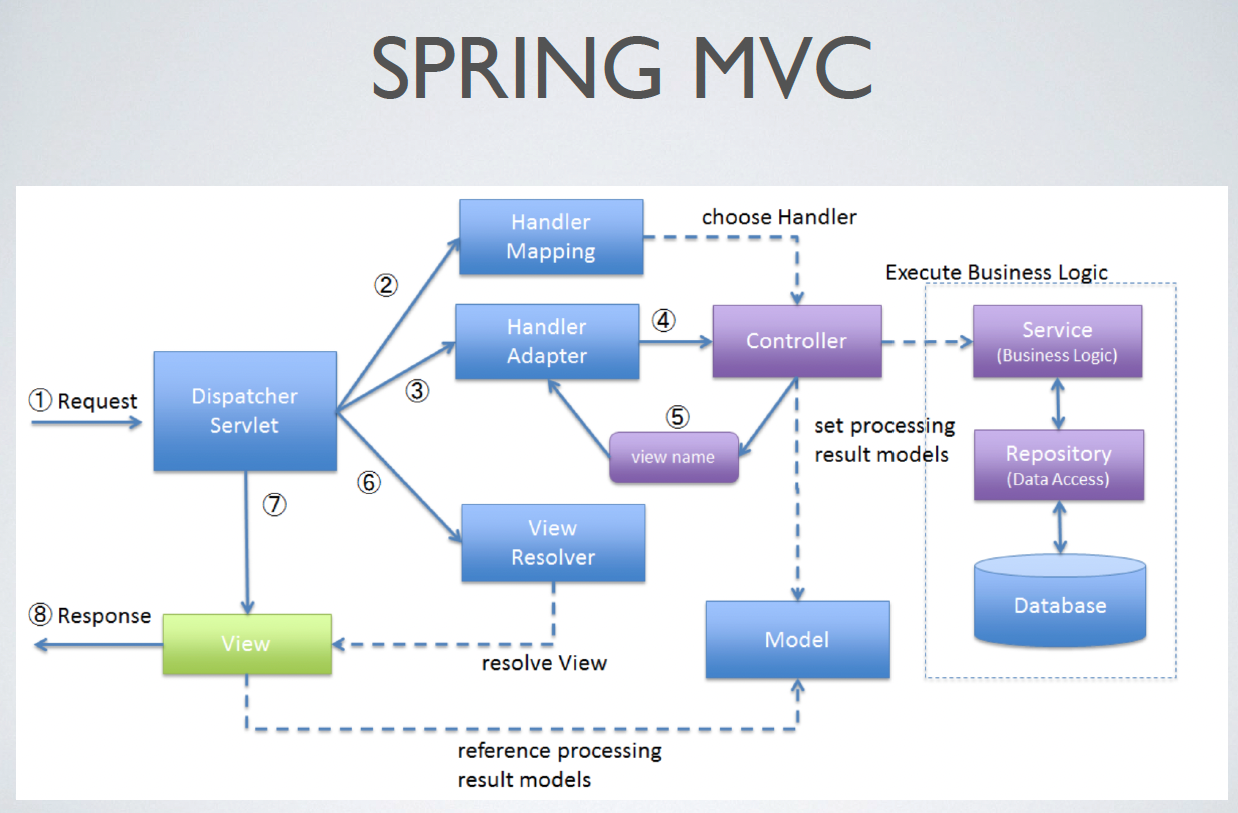 SPRING MVC
Handler
Mapping
choose Handler
②
Execute Business Logic
Handler
Adapter
④
Controller
Service
(Business Logic)
① Request
Dispatcher
Servlet
③
⑤
view name
set processing
result models
Repository
(Data Access)
⑥
⑦
View
Resolver
Database
⑧ Response
View
resolve View
Model
reference processing
result models